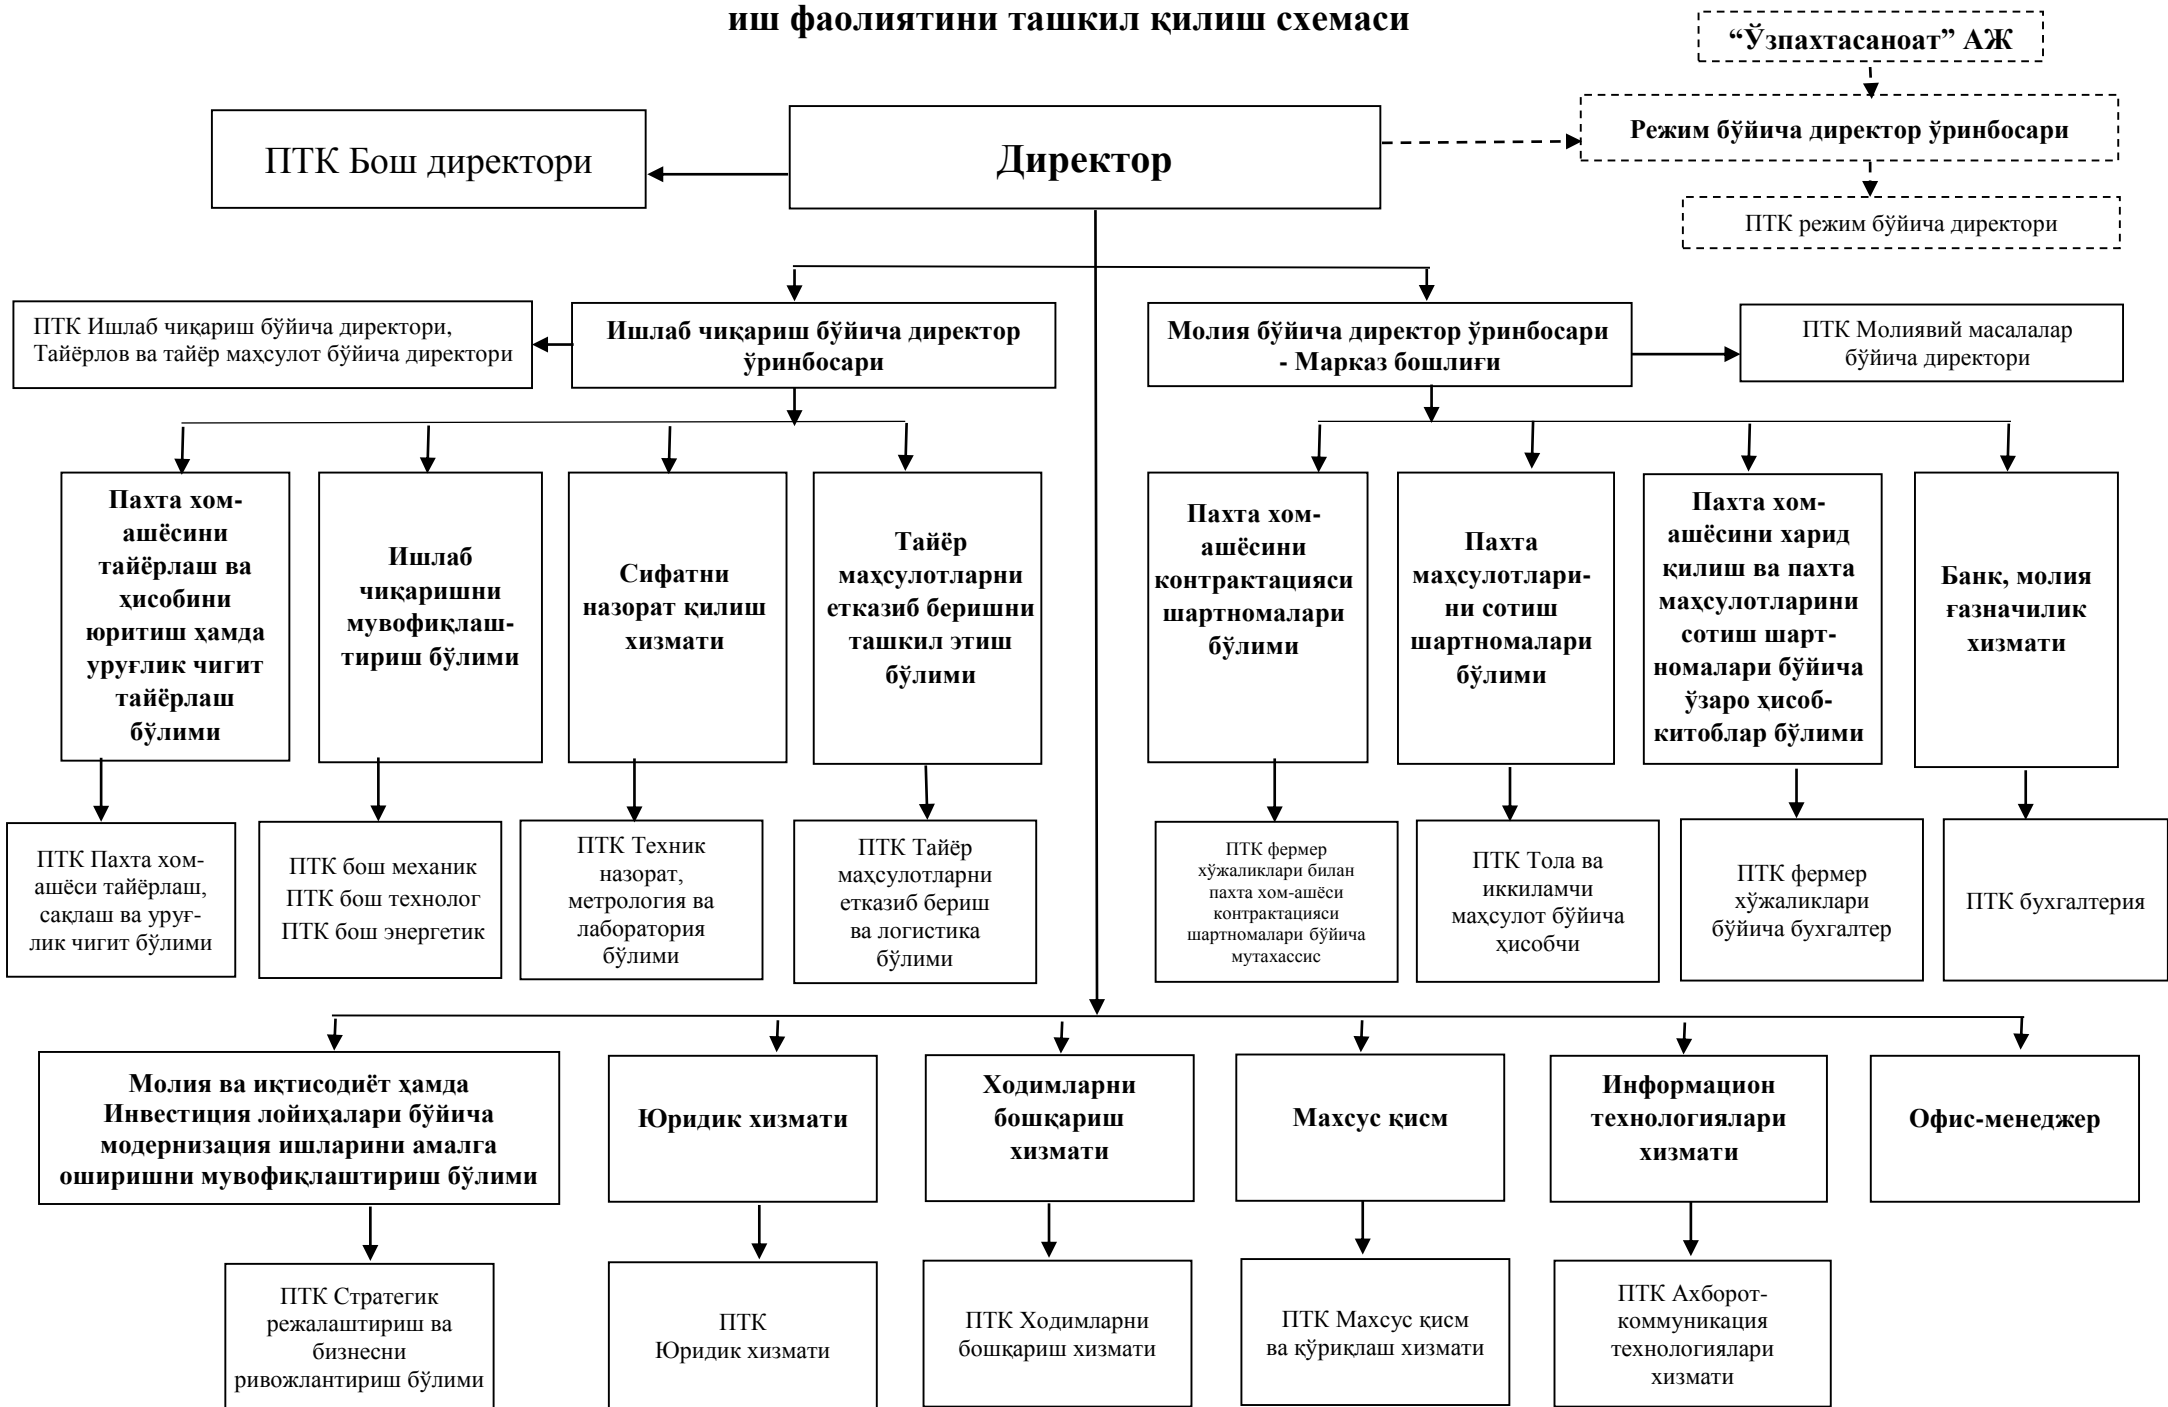 иш фаолиятини ташкил қилиш схемаси
“Ўзпахтасаноат” АЖ
ПТК Бош директори
Директор
Режим бўйича директор ўринбосари
ПТК режим бўйича директори
ПТК Ишлаб чиқариш бўйича директори,
Тайёрлов ва тайёр маҳсулот бўйича директори
Ишлаб чиқариш бўйича директор
ўринбосари
Молия бўйича директор ўринбосари
- Марказ бошлиғи
ПТК Молиявий масалалар
бўйича директори
Пахта хом-
ашёсини
тайёрлаш ва
ҳисобини
юритиш ҳамда
уруғлик чигит
тайёрлаш
бўлими
Ишлаб
чиқаришни
мувофиқлаш-
тириш бўлими
Сифатни
назорат қилиш
хизмати
Тайёр
маҳсулотларни
етказиб беришни
ташкил этиш
бўлими
Пахта хом-
ашёсини
контрактацияси
шартномалари
бўлими
Пахта
маҳсулотлари-
ни сотиш
шартномалари
бўлими
Пахта хом-
ашёсини харид
қилиш ва пахта
маҳсулотларини
сотиш шарт-
номалари бўйича
ўзаро ҳисоб-
китоблар бўлими
Банк, молия
ғазначилик
хизмати
ПТК Пахта хом-
ашёси тайёрлаш,
сақлаш ва уруғ-
лик чигит бўлими
ПТК бош механик
ПТК бош технолог
ПТК бош энергетик
ПТК Техник
назорат,
метрология ва
лаборатория
бўлими
ПТК Тайёр
маҳсулотларни
етказиб бериш
ва логистика
бўлими
ПТК фермер
хўжаликлари билан
пахта хом-ашёси
контрактацияси
шартномалари бўйича
мутахассис
ПТК Тола ва
иккиламчи
маҳсулот бўйича
ҳисобчи
ПТК фермер
хўжаликлари
бўйича бухгалтер
ПТК бухгалтерия
Молия ва иқтисодиёт ҳамда
Инвестиция лойиҳалари бўйича
модернизация ишларини амалга
оширишни мувофиқлаштириш бўлими
Юридик хизмати
Ходимларни
бошқариш
хизмати
Махсус қисм
Информацион
технологиялари
хизмати
Офис-менеджер
ПТК Стратегик
режалаштириш ва
бизнесни
ривожлантириш бўлими
ПТК
Юридик хизмати
ПТК Ходимларни
бошқариш хизмати
ПТК Махсус қисм
ва қўриқлаш хизмати
ПТК Ахборот-
коммуникация
технологиялари
хизмати